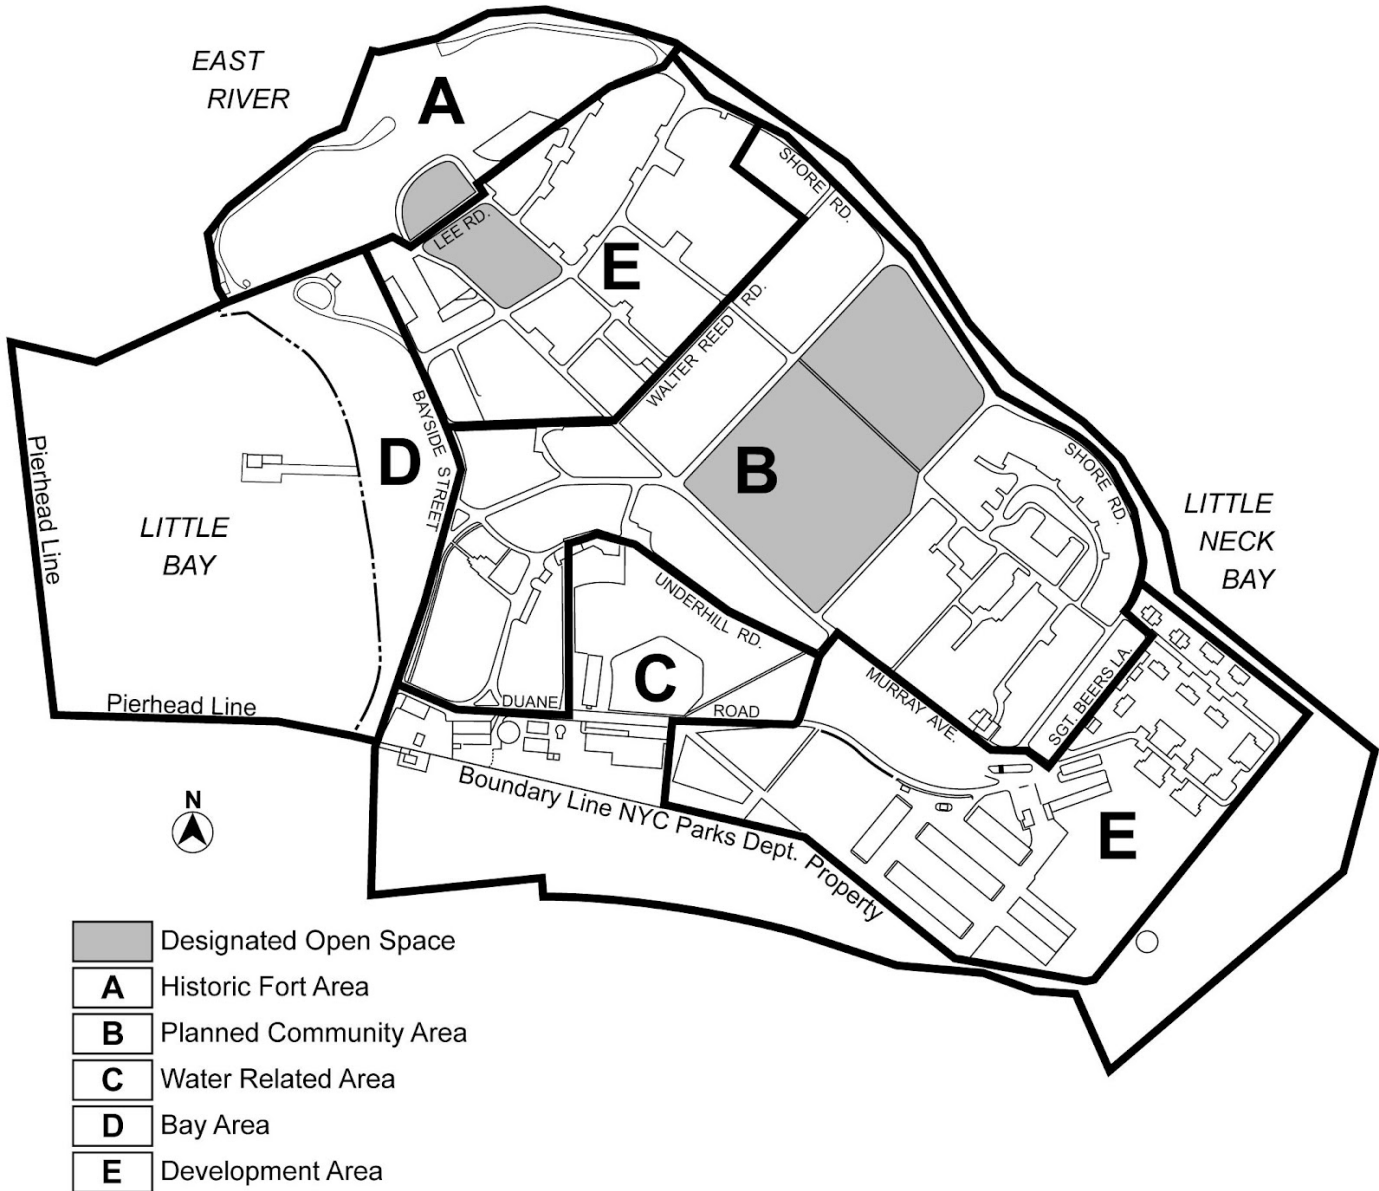 EAST
RIVER
A
SHORE RD.
LEE RD.
E
WALTER REED RD.
BAYSIDE STREET
D
B
SHORE RD.
Pierhead Line
LITTLE
BAY
LITTLE
NECK
BAY
UNDERHILL RD.
C
MURRAY AVE.
SGT. BEERS LA.
DUANE ROAD
Pierhead Line
Boundary Line NYC Parks Dept. Property
N
E
Designated Open Space
A Historic Fort Area
B Planned Community Area
C Water Related Area
D Bay Area
E Development Area